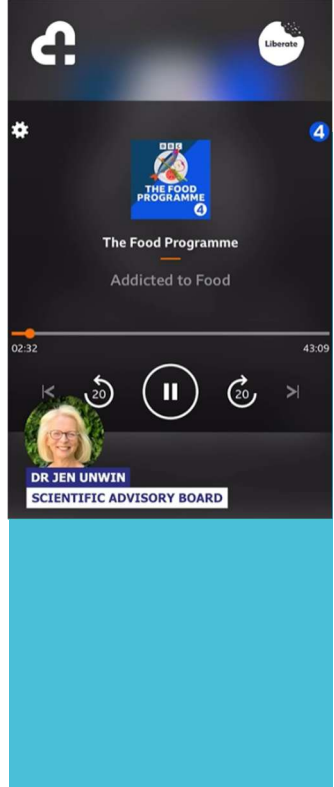 Liberate
4
BBC
THE FOOD
PROGRAMME
4
The Food Programme
Addicted to Food
02:32
43:09
20
20
DR JEN UNWIN
SCIENTIFIC ADVISORY BOARD